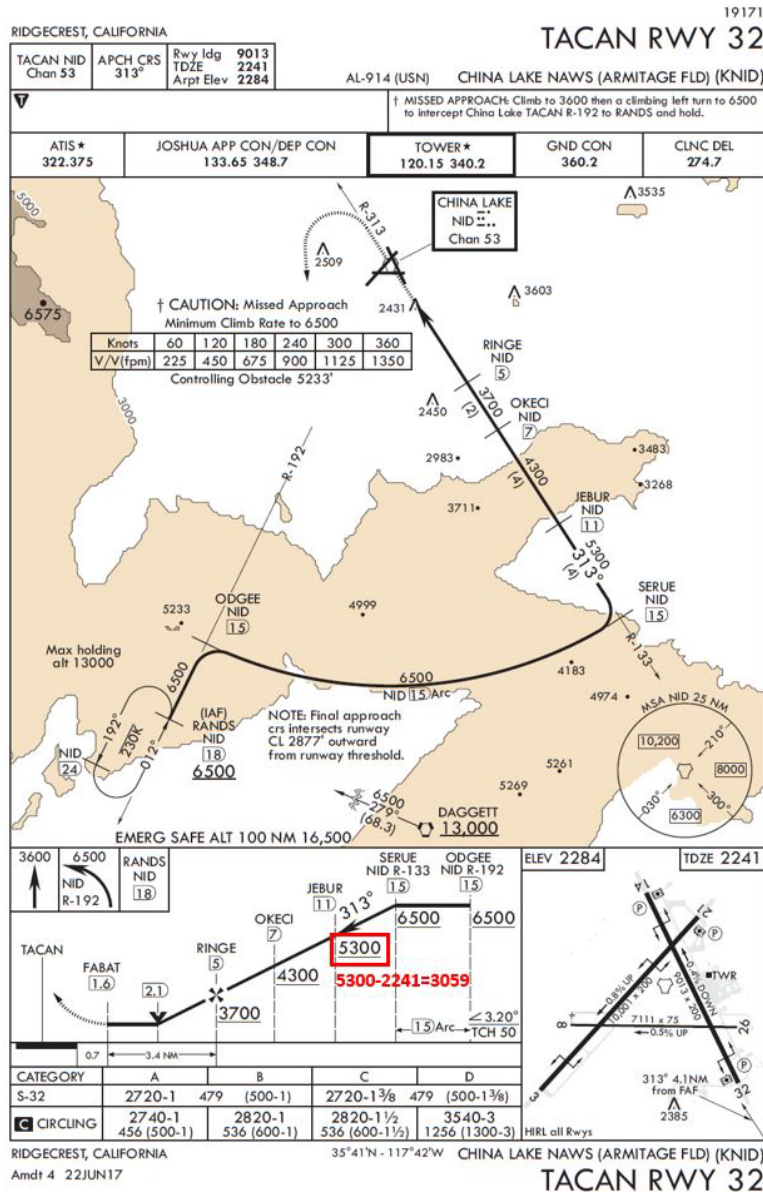 19171
RIDGECREST, CALIFORNIA
TACAN RWY 32
TACAN NID
Chan 53
APCH CRS
313°
Rwy ldg 9013
TDZE 2241
Arpt Elev 2284
AL-914 (USN)
CHINA LAKE NAWS (ARMITAGE FLD) (KNID)
T
† MISSED APPROACH: Climb to 3600 then a climbing left turn to 6500
to intercept China Lake TACAN R-192 to RANDS and hold.
ATIS★
322.375
JOSHUA APP CON/DEP CON
133.65 348.7
TOWER★
120.15 340.2
GND CON
360.2
CLNC DEL
274.7
5000
R-313
CHINA LAKE
NID
Chan 53
3535
2509
6575
2431
3603
† CAUTION: Missed Approach
Minimum Climb Rate to 6500
Knots 60 120 180 240 300 360
V/V(fpm) 225 450 675 900 1125 1350
Controlling Obstacle 5233'
RINGE
NID
5
3700
(2)
2450
OKECI
NID
7
3000
R-192
2983
4300
(4)
3483
3268
3711
JEBUR
NID
11
5300
313°
(4)
SERUE
NID
15
R-133
ODGEE
NID
15
5233
4999
Max holding
alt 13000
6500
6500
NID 15 Arc
4183
4974
MSA NID 25 NM
10,200
210°
8000
030°
300°
6300
192°
230K
012°
(IAF)
RANDS
NID
18
6500
NID
24
NOTE: Final approach
crs intersects runway
CL 2877' outward
from runway threshold.
5261
5269
6500
279°
(68.3)
DAGGETT
13,000
EMERG SAFE ALT 100 NM 16,500
3600
6500
NID
R-192
RANDS
NID
18
SERUE
NID R-133
15
ODGEE
NID R-192
15
JEBUR
11
313°
6500
6500
OKECI
7
5300
5300-2241=3059
4300
RINGE
5
3700
TACAN
FABAT
1.6
2.1
0.7
3.4 NM
15 Arc
∠ 3.20°
TCH 50
ELEV 2284
TDZE 2241
14
P
21
P
0.4% DOWN
9013 x 200
TWR
0.8% UP
10,001 x 200
8
7111 x 75
26
0.5% UP
P
3
32
313° 4.1NM
from FAF
2385
HIRL all Rwys
CATEGORY A B C D
S-32 2720-1 479 (500-1) 2720-1⅜ 479 (500-1⅜)
C CIRCLING 2740-1 2820-1 2820-1½ 3540-3
456 (500-1) 536 (600-1) 536 (600-1½) 1256 (1300-3)
RIDGECREST, CALIFORNIA
35°41'N - 117°42'W
CHINA LAKE NAWS (ARMITAGE FLD) (KNID)
Amdt 4 22JUN17
TACAN RWY 32